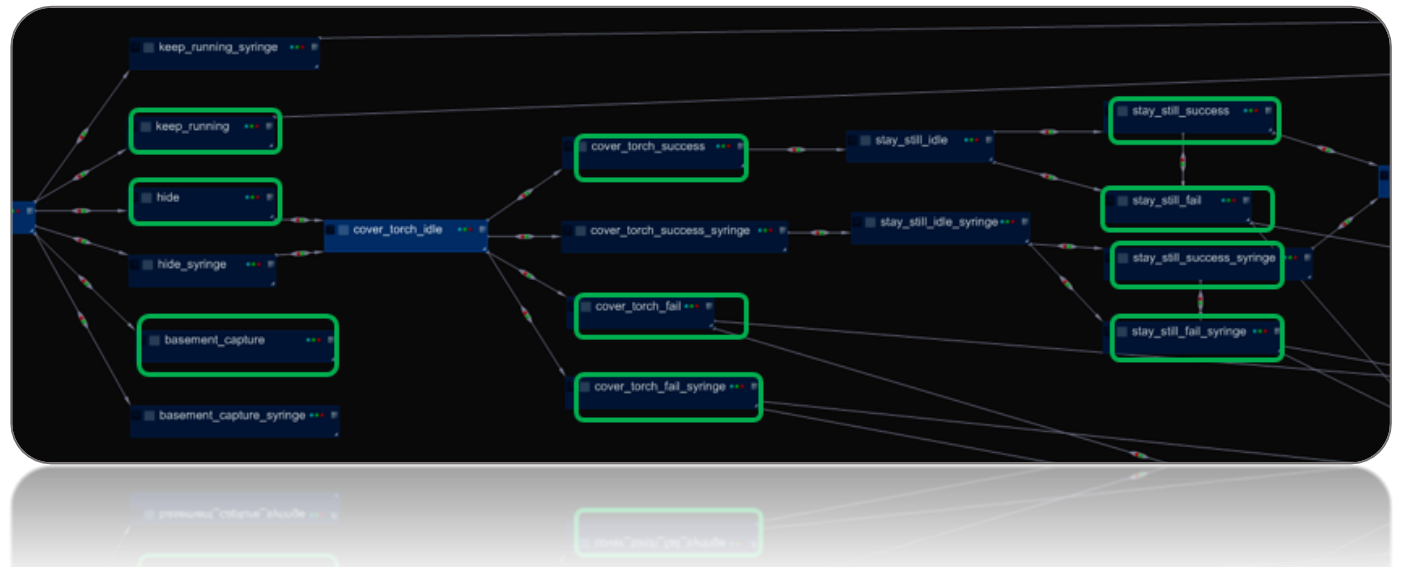 keep_running_syringe
keep_running
hide
hide_syringe
basement_capture
basement_capture_syringe
cover_torch_idle
cover_torch_success
cover_torch_success_syringe
cover_torch_fail
cover_torch_fail_syringe
stay_still_idle
stay_still_idle_syringe
stay_still_success
stay_still_fail
stay_still_success_syringe
stay_still_fail_syringe